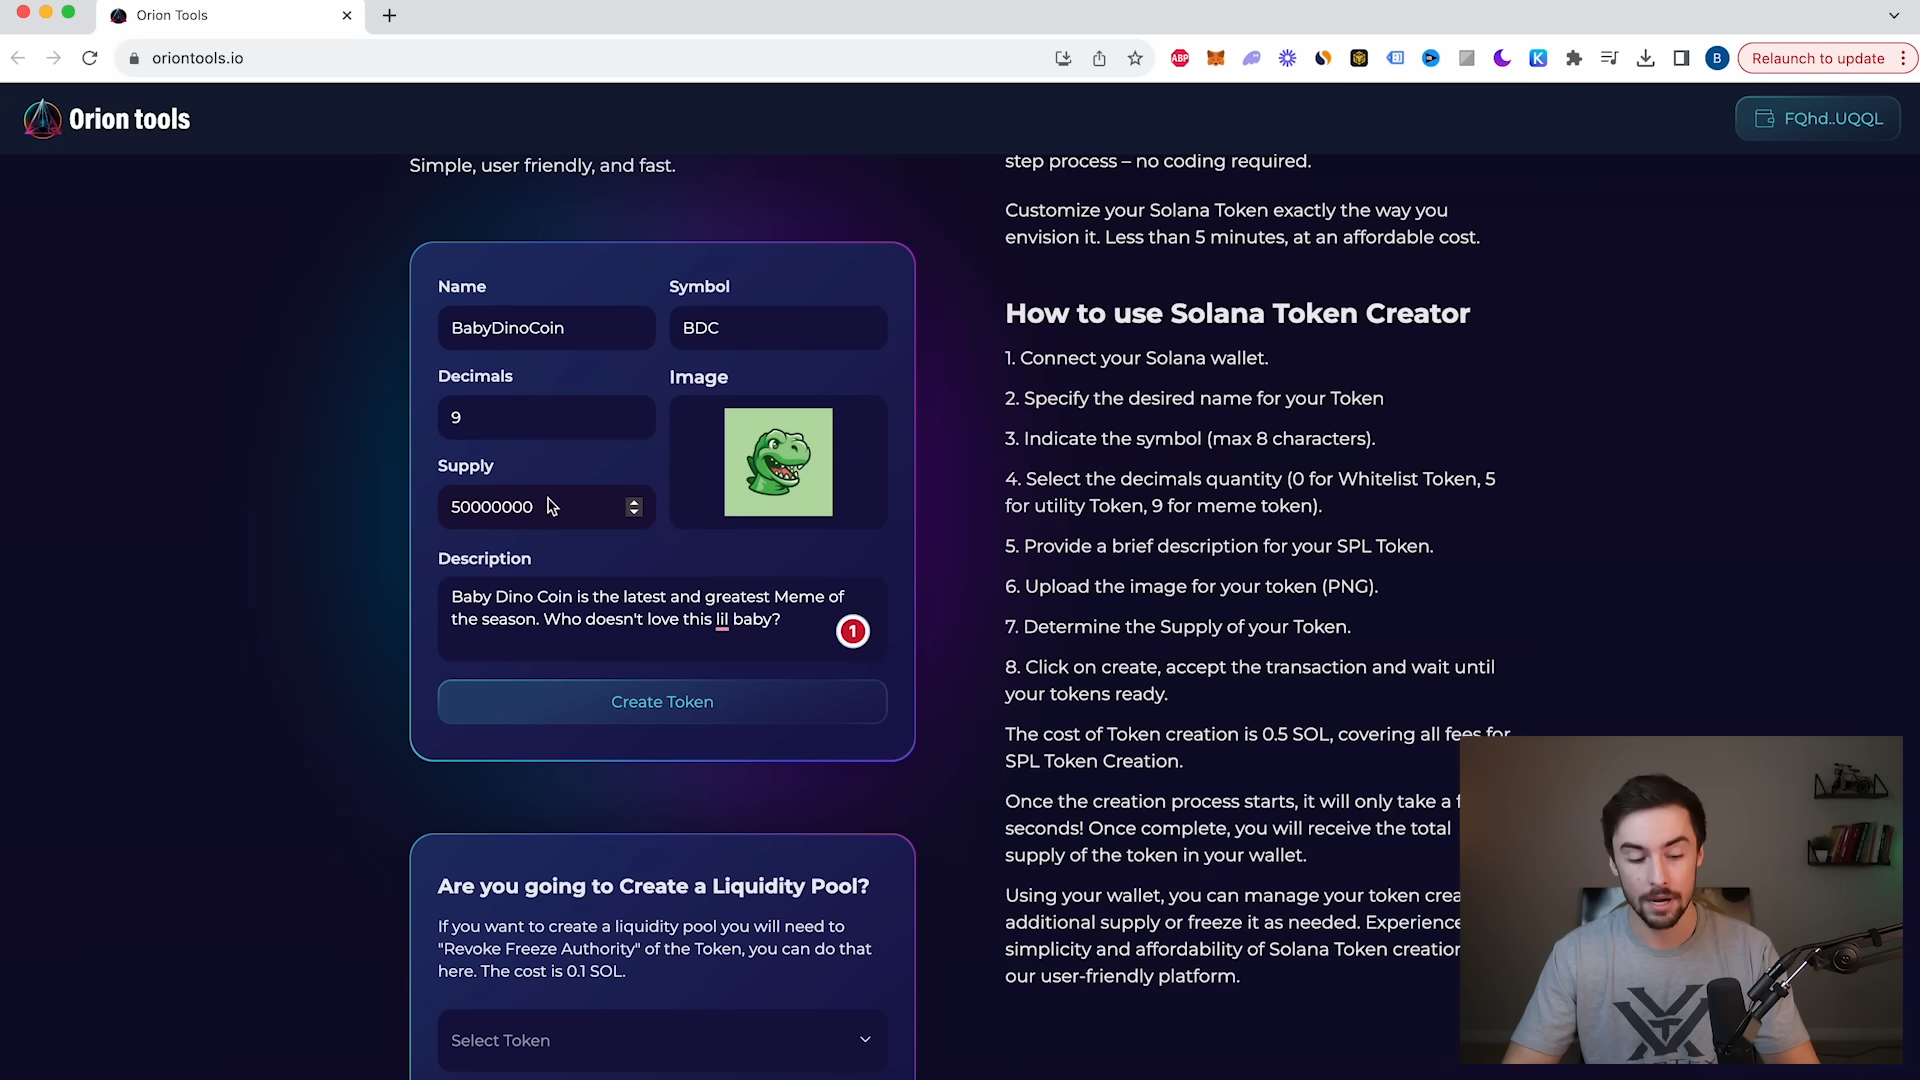 Orion Tools
oriontools.io
ABP
K
B
Relaunch to update
Orion tools
FQhd..UQQL
Simple, user friendly, and fast.
Name
Symbol
BabyDinoCoin
BDC
Decimals
Image
9
Supply
50000000
Description
Baby Dino Coin is the latest and greatest Meme of
the season. Who doesn't love this lil baby?
1
Create Token
Are you going to Create a Liquidity Pool?
If you want to create a liquidity pool you will need to
"Revoke Freeze Authority" of the Token, you can do that
here. The cost is 0.1 SOL.
Select Token
step process – no coding required.
Customize your Solana Token exactly the way you
envision it. Less than 5 minutes, at an affordable cost.
How to use Solana Token Creator
1. Connect your Solana wallet.
2. Specify the desired name for your Token
3. Indicate the symbol (max 8 characters).
4. Select the decimals quantity (0 for Whitelist Token, 5
for utility Token, 9 for meme token).
5. Provide a brief description for your SPL Token.
6. Upload the image for your token (PNG).
7. Determine the Supply of your Token.
8. Click on create, accept the transaction and wait until
your tokens ready.
The cost of Token creation is 0.5 SOL, covering all fees for
SPL Token Creation.
Once the creation process starts, it will only take a
seconds! Once complete, you will receive the total
supply of the token in your wallet.
Using your wallet, you can manage your token
additional supply or freeze it as needed. Experience
simplicity and affordability of Solana Token creation
our user-friendly platform.